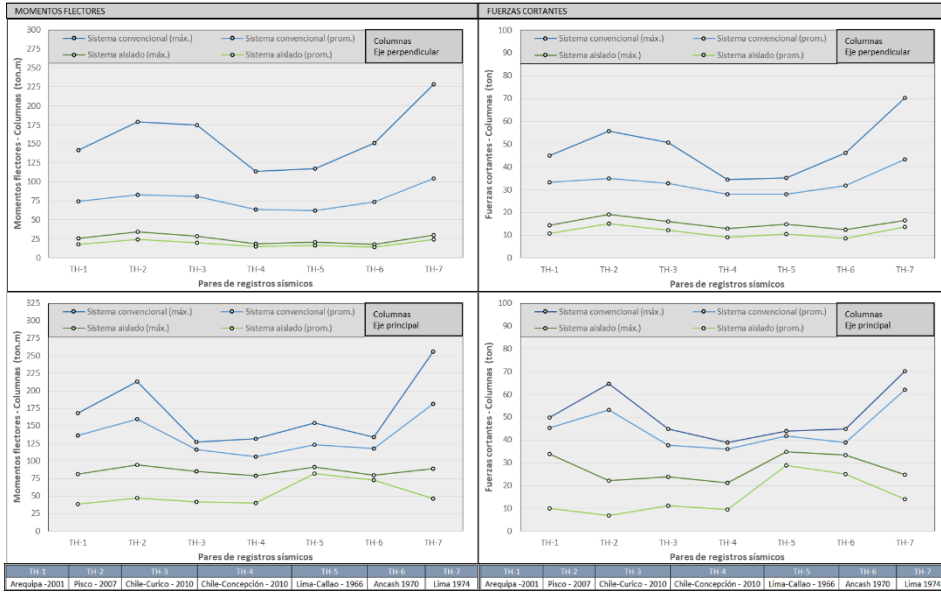 MOMENTOS FLECTORES
FUERZAS CORTANTES
Sistema convencional (máx.)
Sistema convencional (prom.)
Sistema aislado (máx.)
Sistema aislado (prom.)
Columnas
Eje perpendicular
Momentos flectores - Columnas (ton.m)
300
275
250
225
200
175
150
125
100
75
50
25
0
TH-1 TH-2 TH-3 TH-4 TH-5 TH-6 TH-7
Pares de registros sísmicos
Sistema convencional (máx.)
Sistema convencional (prom.)
Sistema aislado (máx.)
Sistema aislado (prom.)
Columnas
Eje perpendicular
Fuerzas cortantes - Columnas (ton)
100
90
80
70
60
50
40
30
20
10
0
TH-1 TH-2 TH-3 TH-4 TH-5 TH-6 TH-7
Pares de registros sísmicos
Sistema convencional (máx.)
Sistema convencional (prom.)
Sistema aislado (máx.)
Sistema aislado (prom.)
Columnas
Eje principal
Momentos flectores - Columnas (ton.m)
325
300
275
250
225
200
175
150
125
100
75
50
25
0
TH-1 TH-2 TH-3 TH-4 TH-5 TH-6 TH-7
Pares de registros sísmicos
Sistema convencional (máx.)
Sistema convencional (prom.)
Sistema aislado (máx.)
Sistema aislado (prom.)
Columnas
Eje principal
Fuerzas cortantes - Columnas (ton)
100
90
80
70
60
50
40
30
20
10
0
TH-1 TH-2 TH-3 TH-4 TH-5 TH-6 TH-7
Pares de registros sísmicos
TH-1 TH-2 TH-3 TH-4 TH-5 TH-6 TH-7
Arequipa -2001 Pisco - 2007 Chile-Curico - 2010 Chile-Concepción - 2010 Lima-Callao - 1966 Ancash 1970 Lima 1974
TH-1 TH-2 TH-3 TH-4 TH-5 TH-6 TH-7
Arequipa -2001 Pisco - 2007 Chile-Curico - 2010 Chile-Concepción - 2010 Lima-Callao - 1966 Ancash 1970 Lima 1974